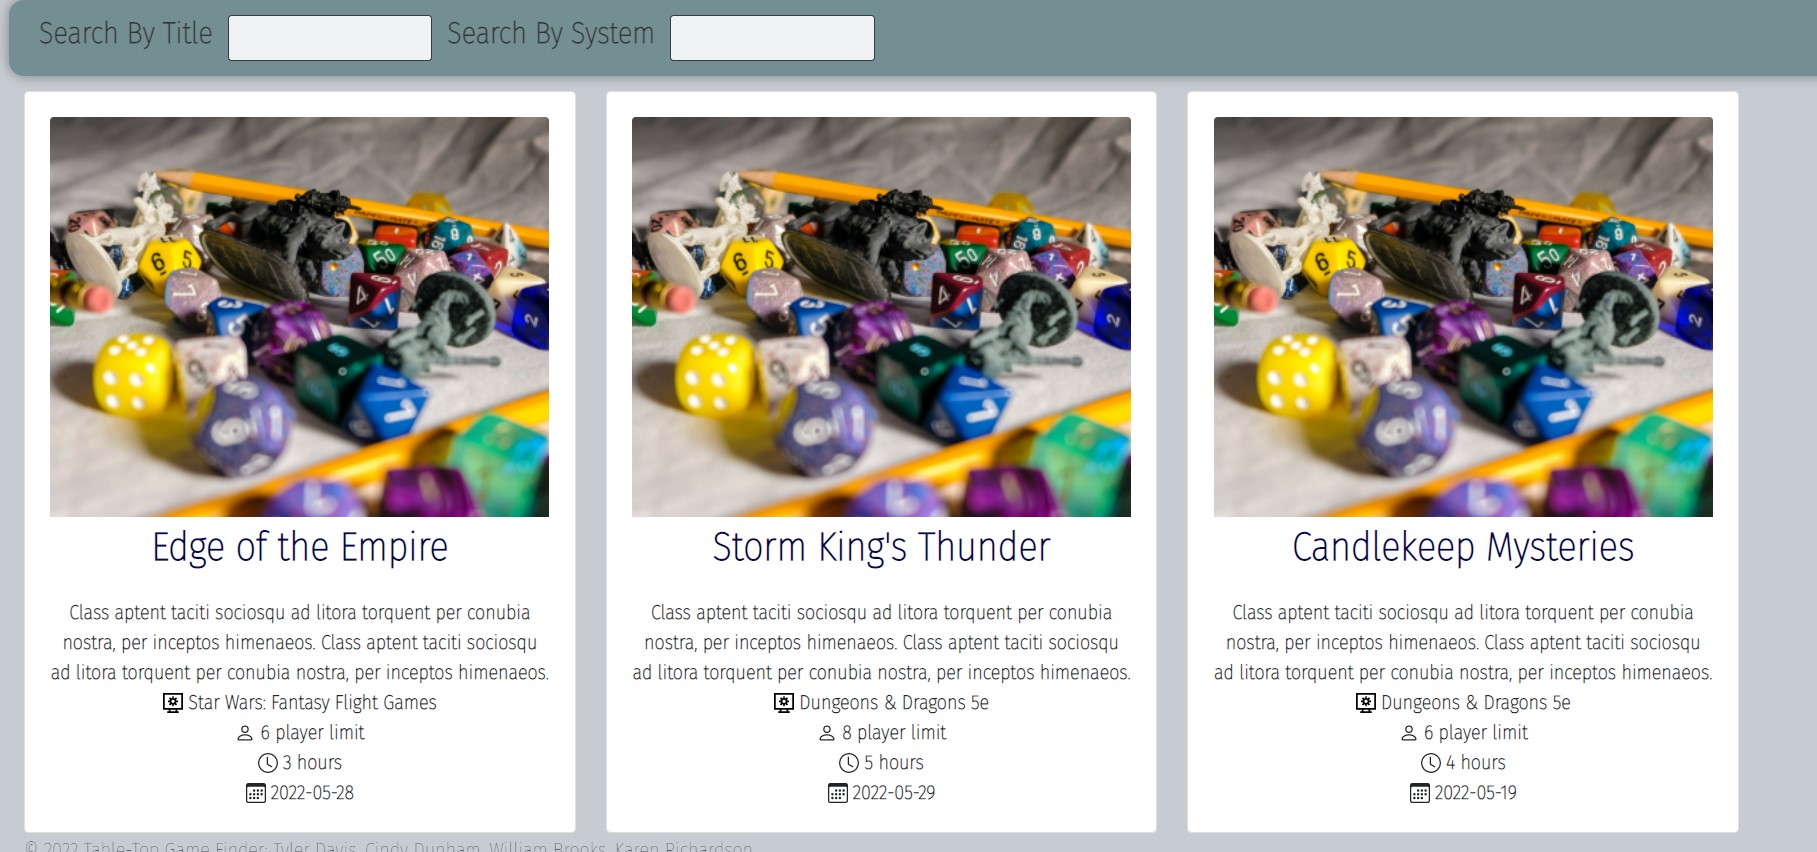 Search By Title Search By System
Edge of the Empire
Class aptent taciti sociosqu ad litora torquent per conubia
nostra, per inceptos himenaeos. Class aptent taciti sociosqu
ad litora torquent per conubia nostra, per inceptos himenaeos.
Star Wars: Fantasy Flight Games
6 player limit
3 hours
2022-05-28
Storm King's Thunder
Class aptent taciti sociosqu ad litora torquent per conubia
nostra, per inceptos himenaeos. Class aptent taciti sociosqu
ad litora torquent per conubia nostra, per inceptos himenaeos.
Dungeons & Dragons 5e
8 player limit
5 hours
2022-05-29
Candlekeep Mysteries
Class aptent taciti sociosqu ad litora torquent per conubia
nostra, per inceptos himenaeos. Class aptent taciti sociosqu
ad litora torquent per conubia nostra, per inceptos himenaeos.
Dungeons & Dragons 5e
6 player limit
4 hours
2022-05-19
© 2022 Table-Top Game Finder: Tyler Davis, Cindy Dunham, William Brooks, Karen Richardson